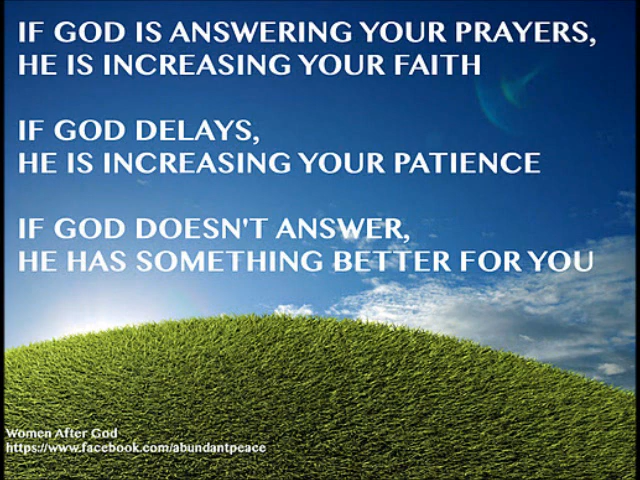 IF GOD IS ANSWERING YOUR PRAYERS,
HE IS INCREASING YOUR FAITH
IF GOD DELAYS,
HE IS INCREASING YOUR PATIENCE
IF GOD DOESN'T ANSWER,
HE HAS SOMETHING BETTER FOR YOU
Women After God
https://www.facebook.com/abundantpeace